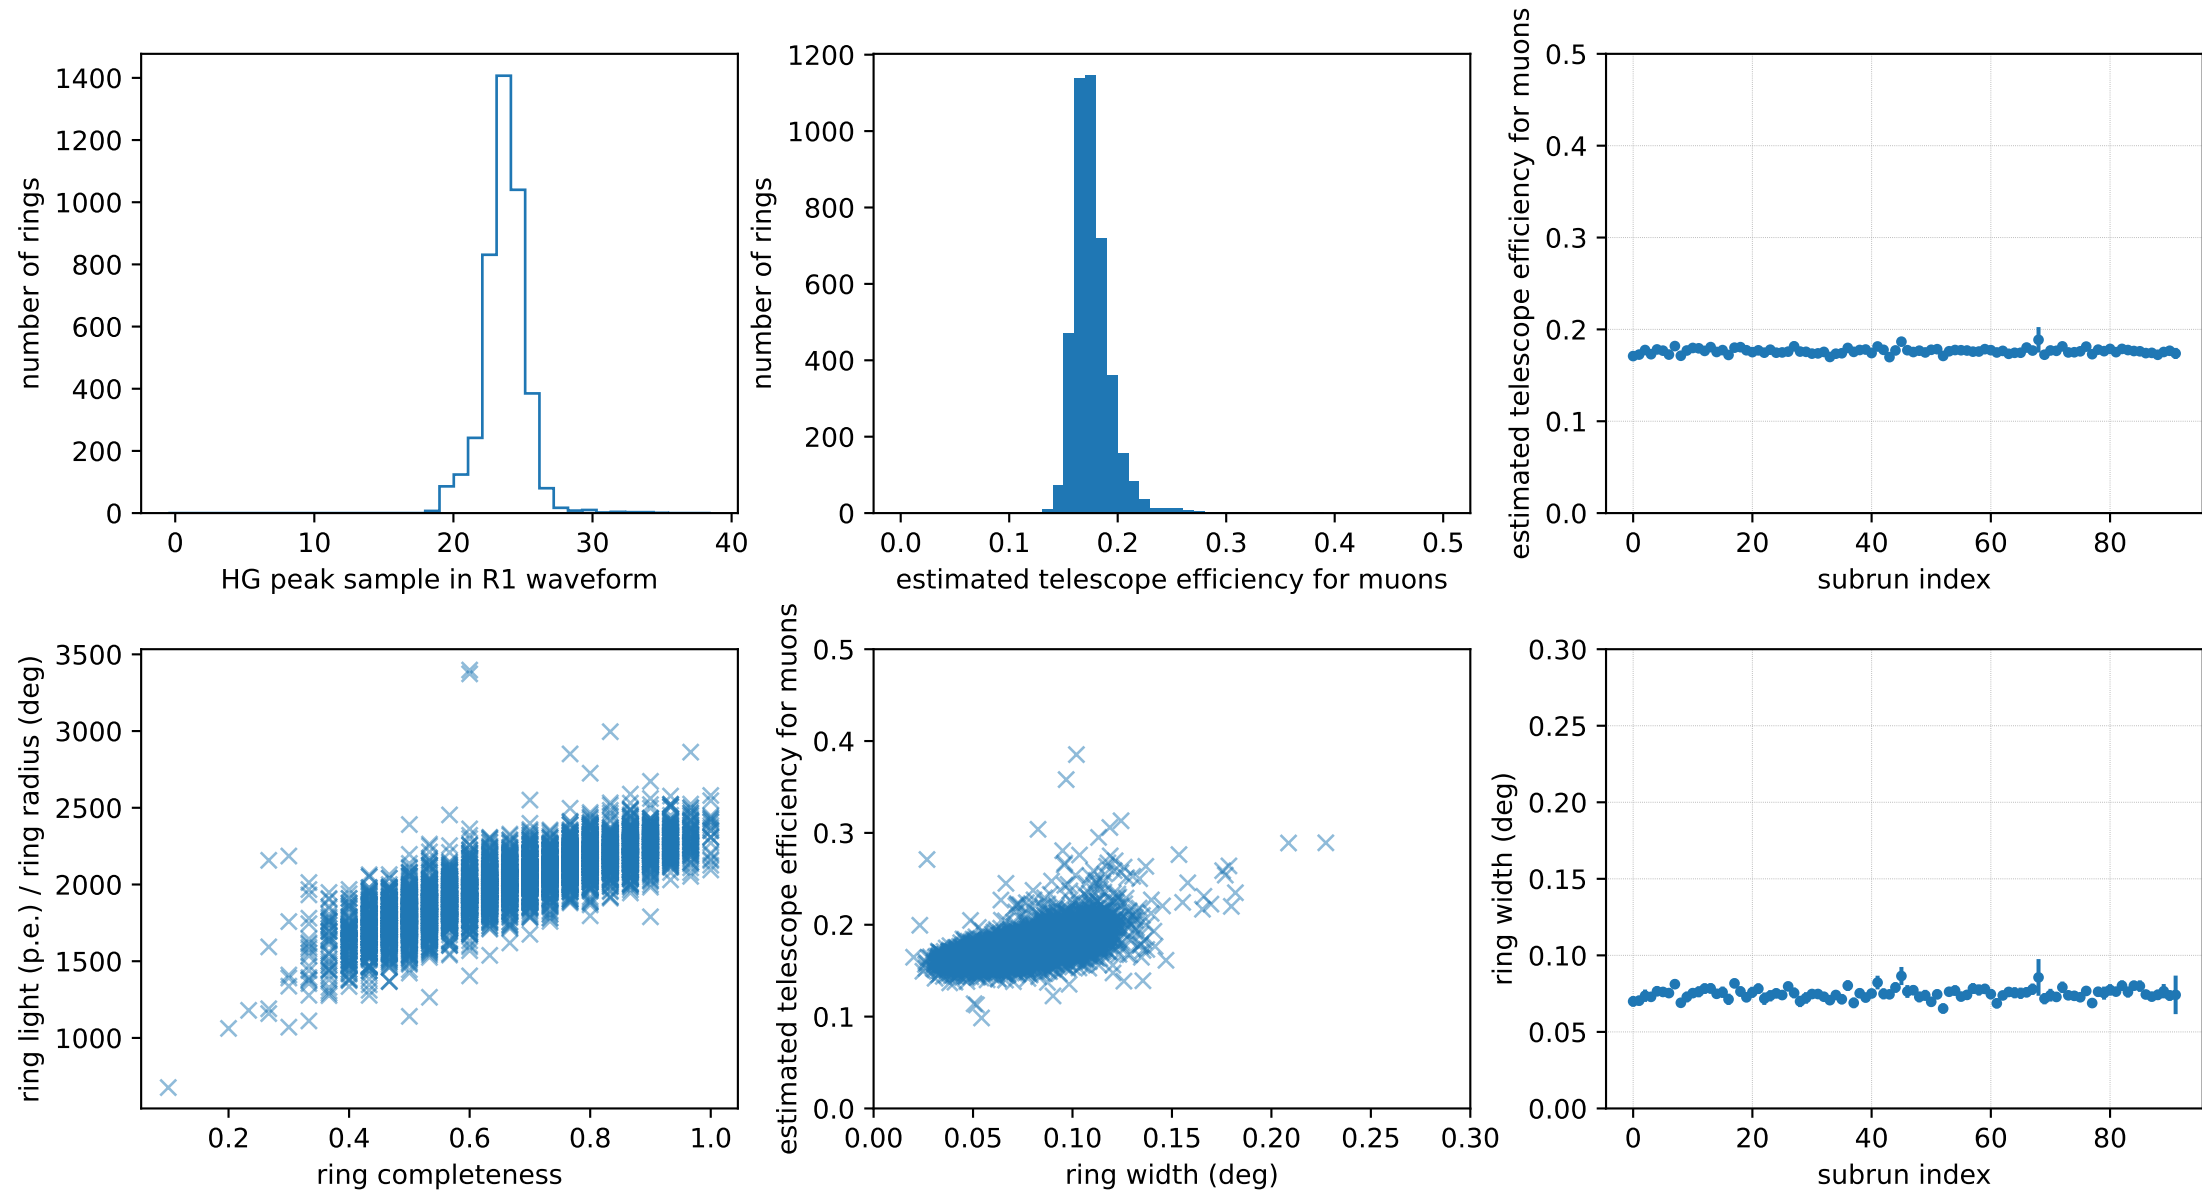 1400
1200
1000
800
600
400
200
0
number of rings
0 10 20 30 40
HG peak sample in R1 waveform
1200
1000
800
600
400
200
0
number of rings
0.0 0.1 0.2 0.3 0.4 0.5
estimated telescope efficiency for muons
0.5
0.4
0.3
0.2
0.1
0.0
estimated telescope efficiency for muons
0 20 40 60 80
subrun index
3500
3000
2500
2000
1500
1000
ring light (p.e.) / ring radius (deg)
0.2 0.4 0.6 0.8 1.0
ring completeness
0.5
0.4
0.3
0.2
0.1
0.0
estimated telescope efficiency for muons
0.00 0.05 0.10 0.15 0.20 0.25 0.30
ring width (deg)
0.30
0.25
0.20
0.15
0.10
0.05
0.00
ring width (deg)
0 20 40 60 80
subrun index